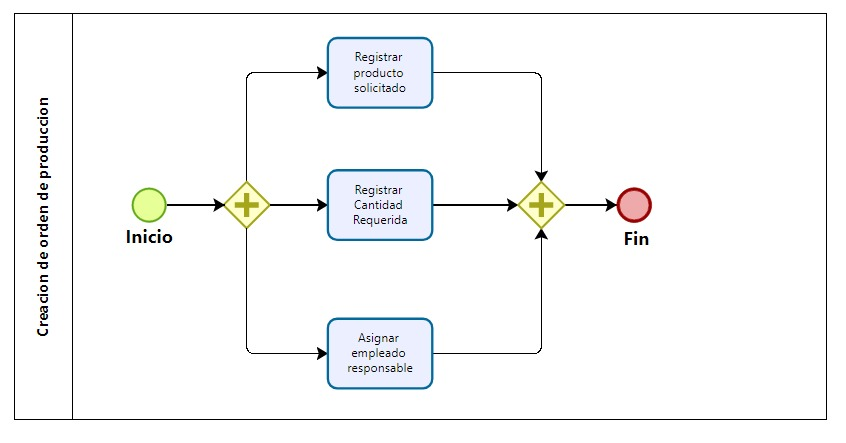 Creacion de orden de produccion
Inicio
Registrar
producto
solicitado
Registrar
Cantidad
Requerida
Asignar
empleado
responsable
Fin